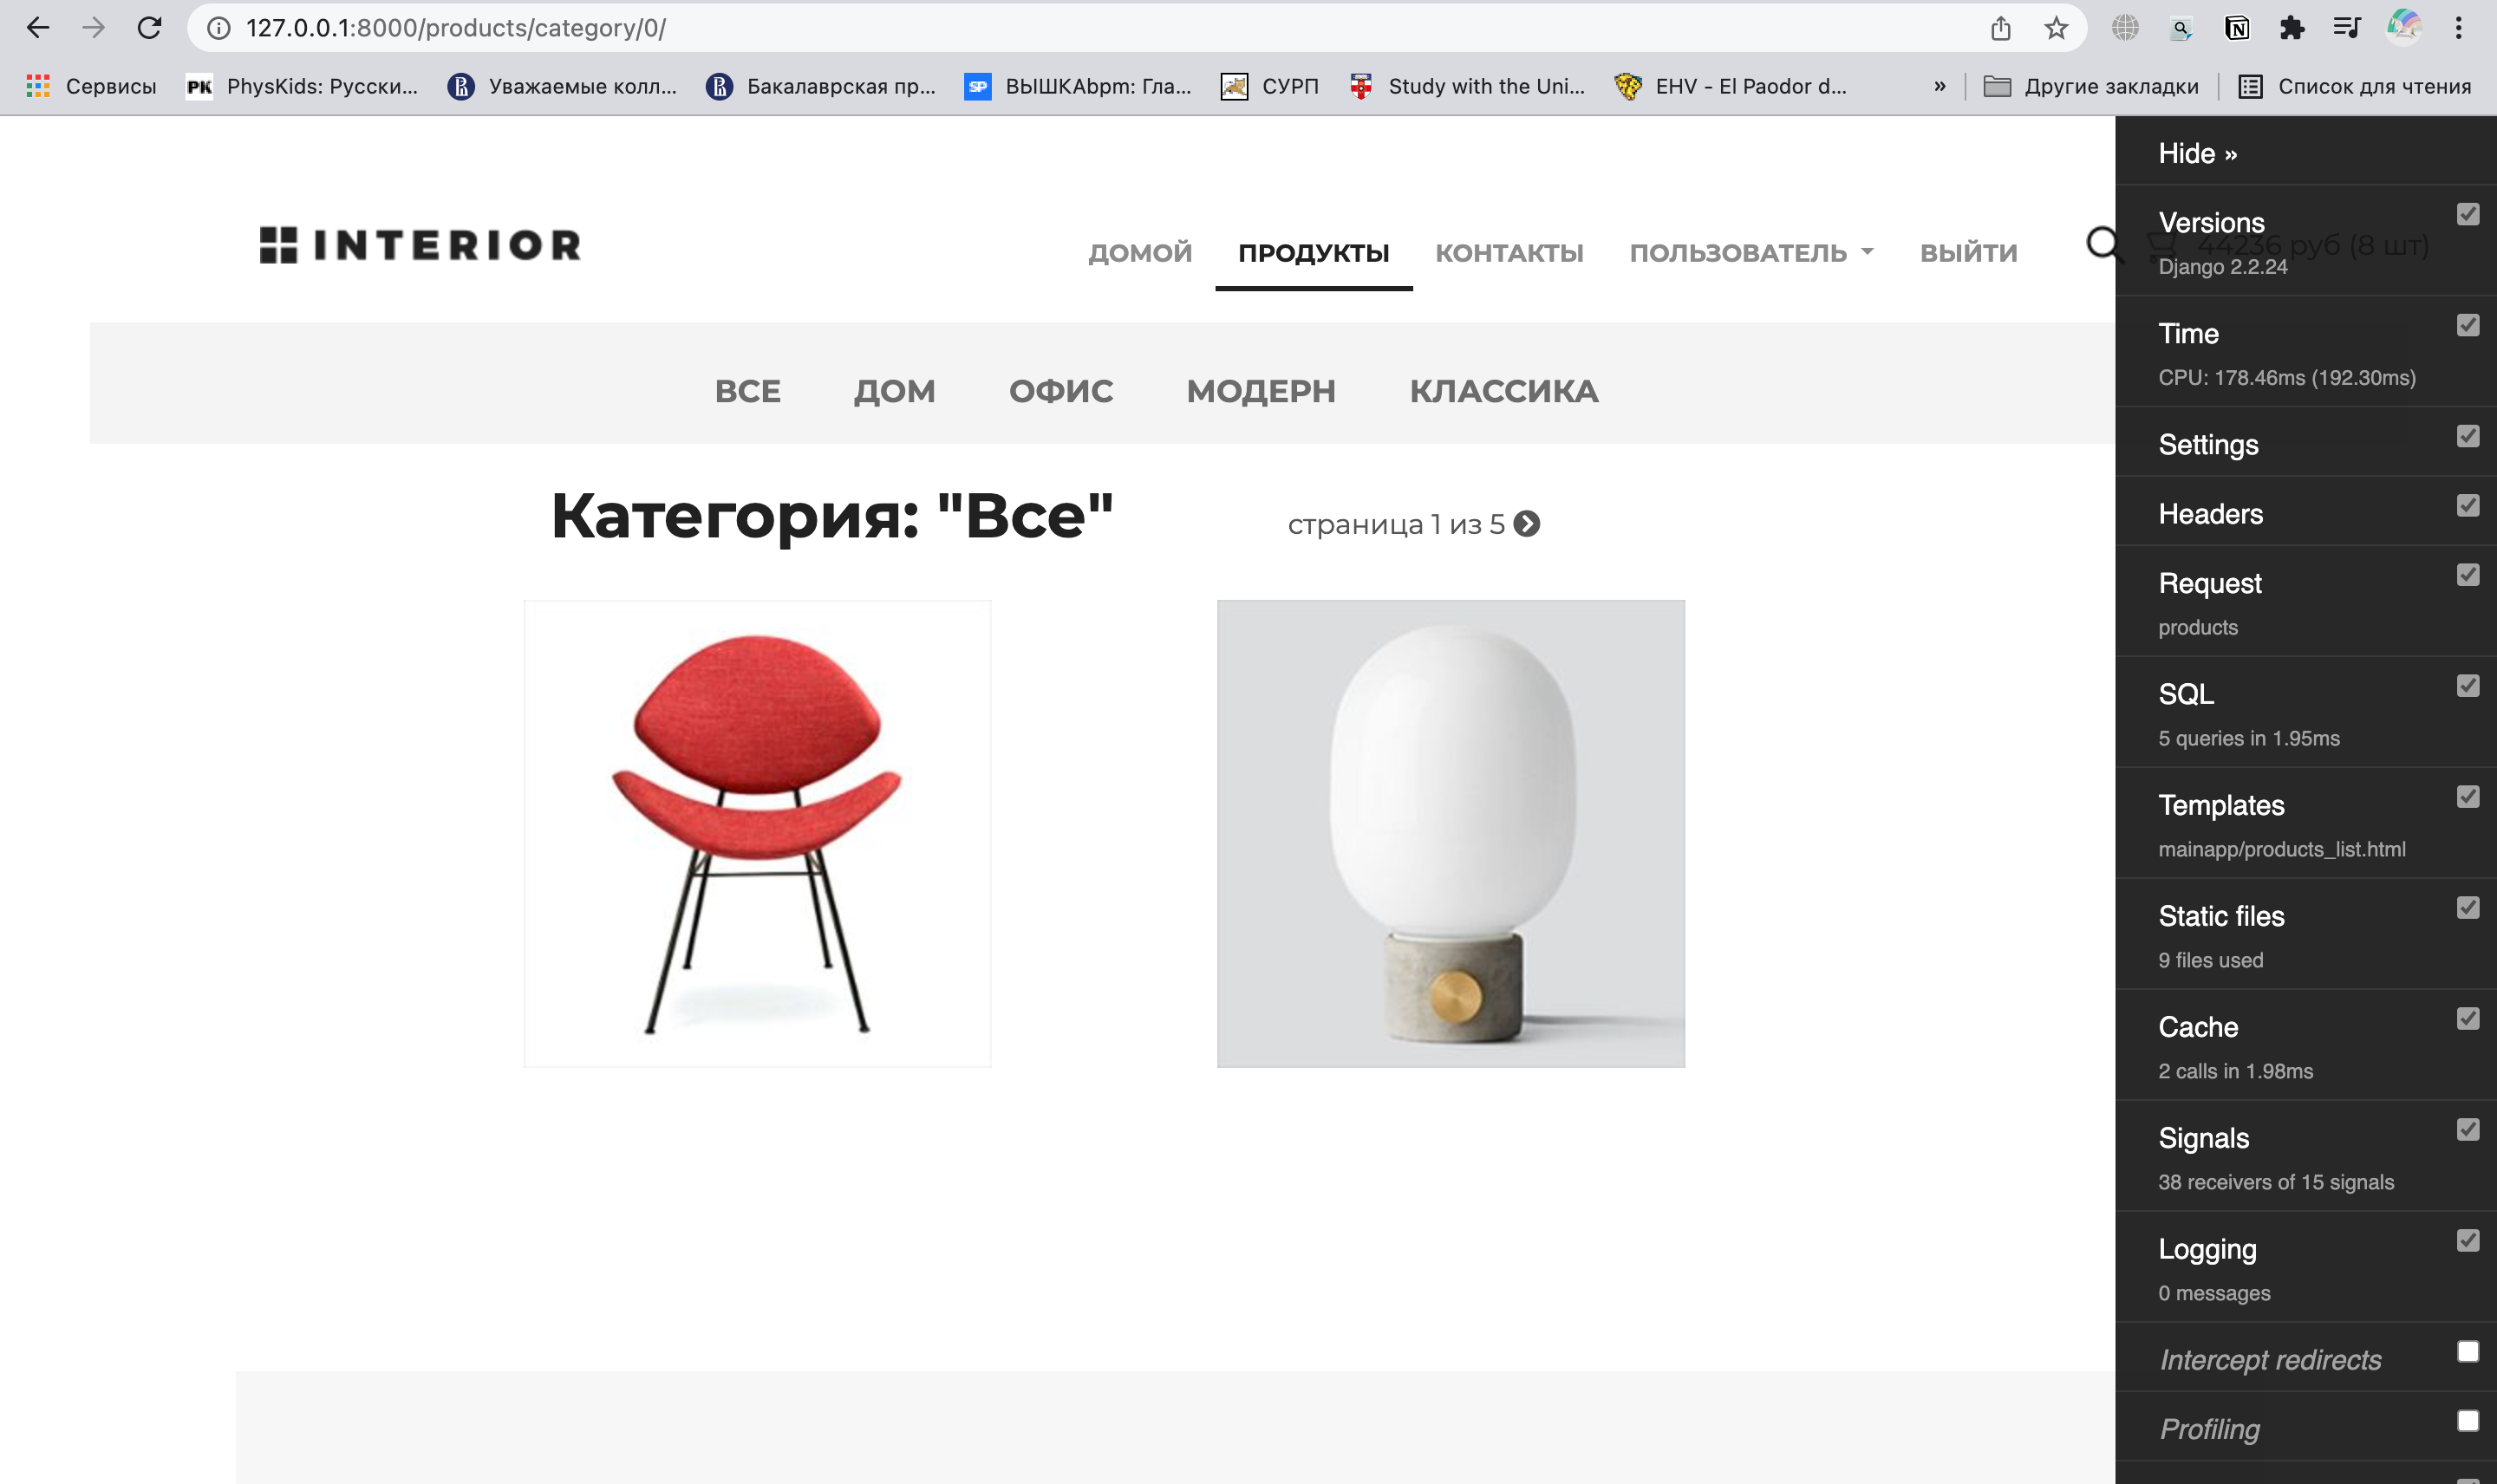 127.0.0.1:8000/products/category/0/
Сервисы
PhysKids: Русски...
Уважаемые колл...
Бакалаврская пр...
ВЫШКАbpm: Гла...
СУРП
Study with the Uni...
EHV - El Paodor d...
»
Другие закладки
Список для чтения
INTERIOR
ДОМОЙ
ПРОДУКТЫ
КОНТАКТЫ
ПОЛЬЗОВАТЕЛЬ
ВЫЙТИ
44236 руб (8 шт)
ВСЕ
ДОМ
ОФИС
МОДЕРН
КЛАССИКА
Категория: "Все"
страница 1 из 5
Hide »
Versions
Django 2.2.24
Time
CPU: 178.46ms (192.30ms)
Settings
Headers
Request
products
SQL
5 queries in 1.95ms
Templates
mainapp/products_list.html
Static files
9 files used
Cache
2 calls in 1.98ms
Signals
38 receivers of 15 signals
Logging
0 messages
Intercept redirects
Profiling